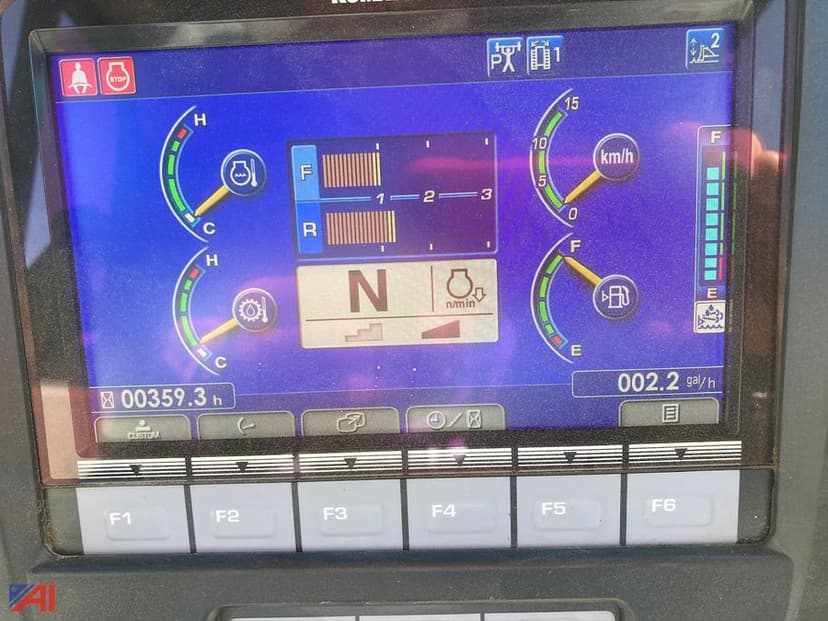 STOP
P
1
2
H
C
F
R
1 2 3
15
10
5
0
km/h
F
E
H
C
N
n/min
F
E
00359.3 h
002.2 gal/h
CUSTOM
F1 F2 F3 F4 F5 F6
AI